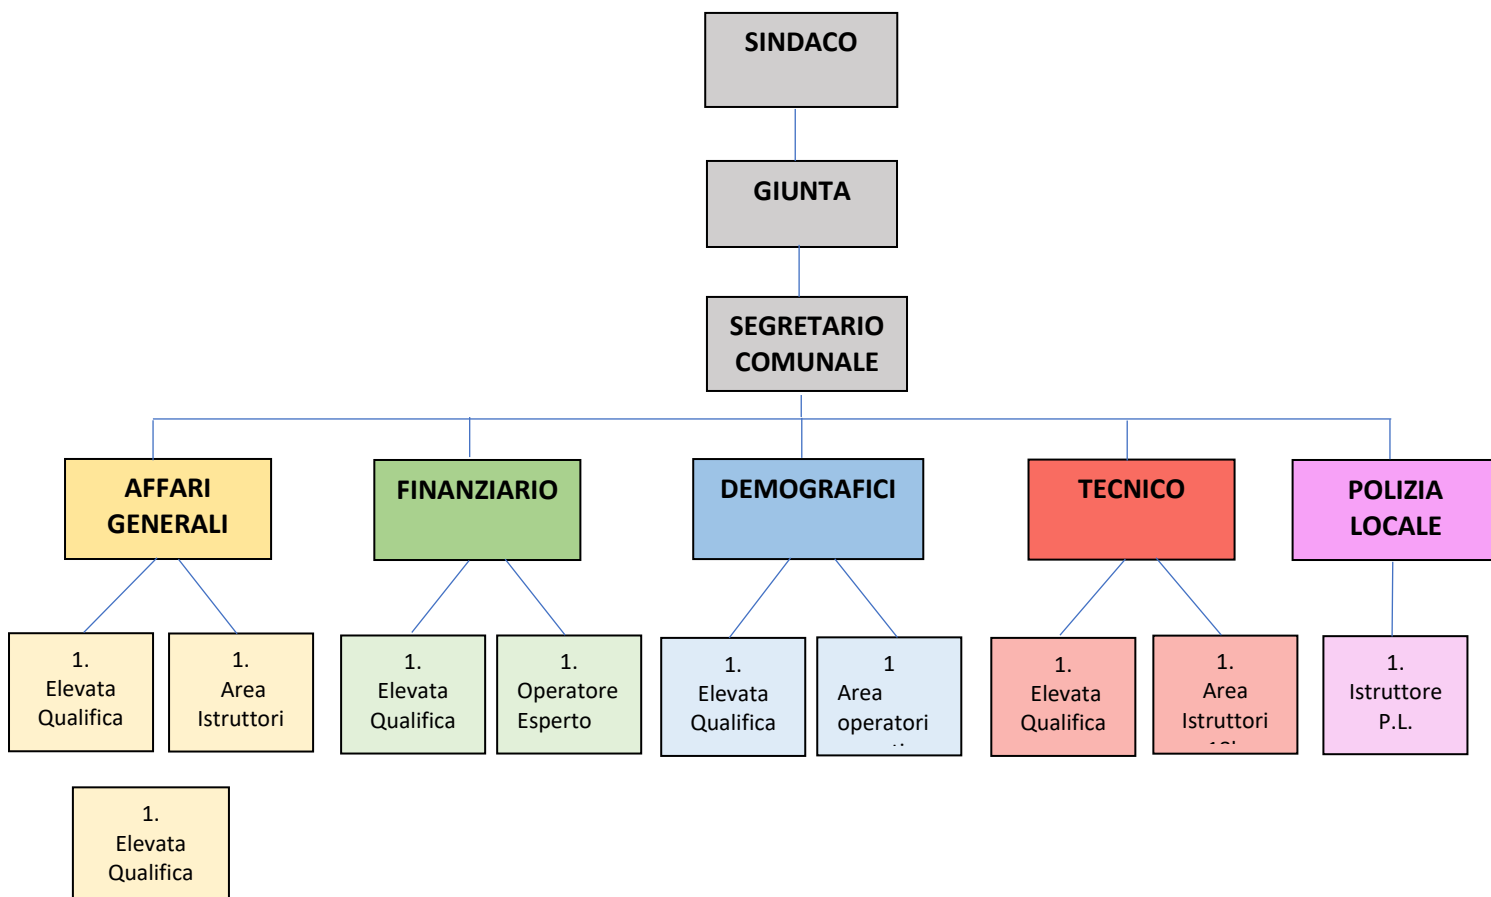 SINDACO
GIUNTA
SEGRETARIO
COMUNALE
AFFARI
GENERALI
FINANZIARIO
DEMOGRAFICI
TECNICO
POLIZIA
LOCALE
1.
Elevata
Qualifica
1.
Area
Istruttori
1.
Elevata
Qualifica
1.
Operatore
Esperto
1.
Elevata
Qualifica
1
Area
operatori
1.
Elevata
Qualifica
1.
Area
Istruttori
1.
Istruttore
P.L.
1.
Elevata
Qualifica